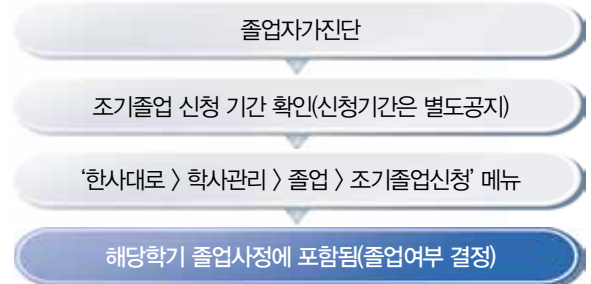 졸업자가진단
조기졸업 신청 기간 확인(신청기간은 별도공지)
‘한사대로 〉 학사관리 〉 졸업 〉 조기졸업신청’ 메뉴
해당학기 졸업사정에 포함됨(졸업여부 결정)